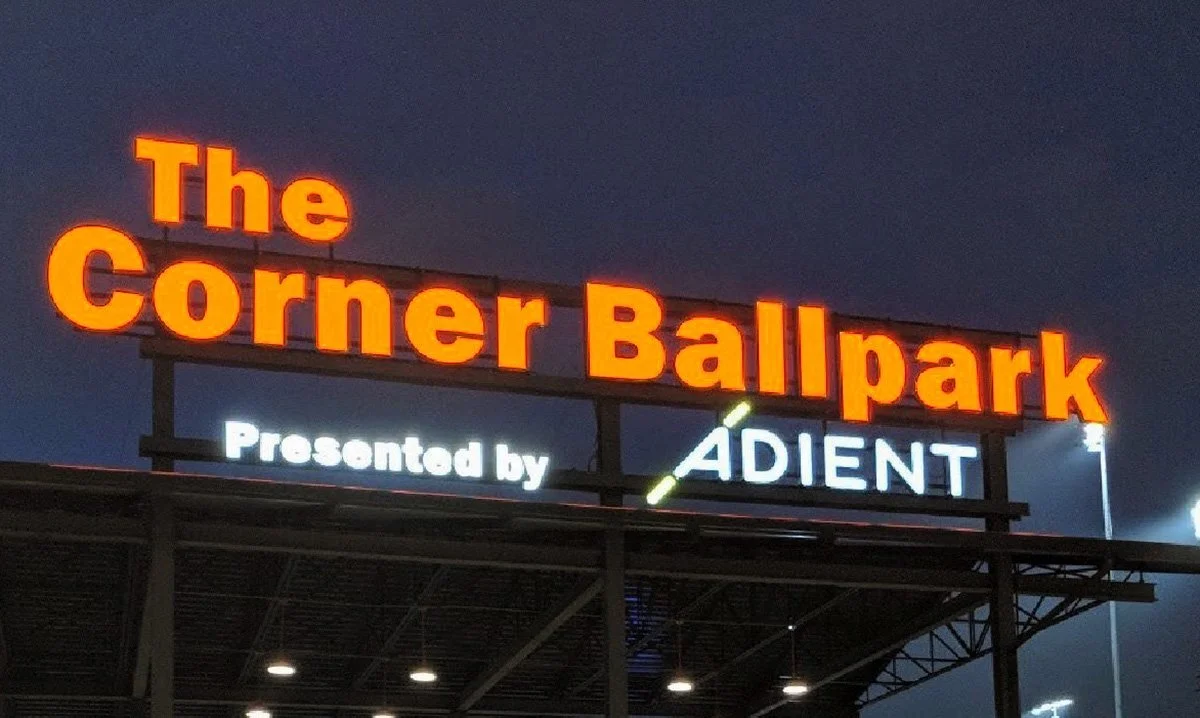 The
Corner Ballpark
Presented by ADIENT